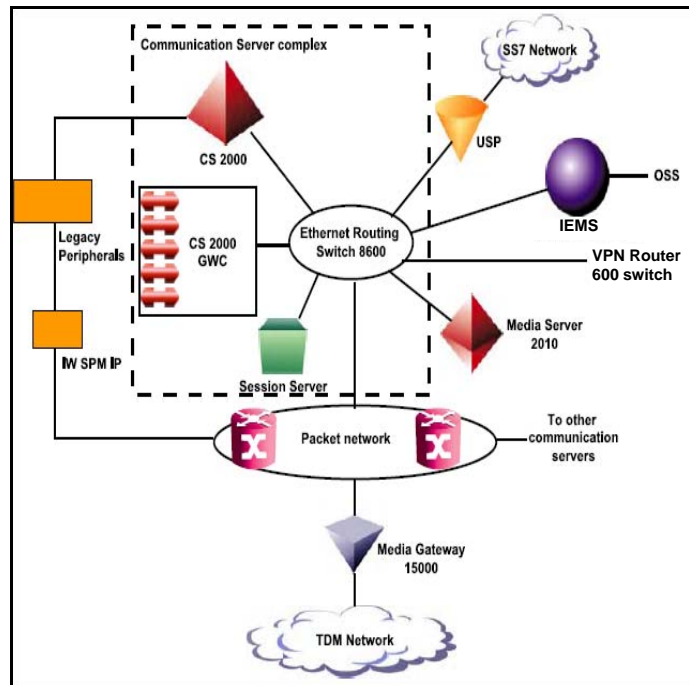 Communication Server complex
SS7 Network
CS 2000
USP
OSS
IEMS
Legacy
Peripherals
CS 2000
GWC
Ethernet Routing
Switch 8600
VPN Router
600 switch
Media Server
2010
IW SPM IP
Session Server
Packet network
To other
communication
servers
Media Gateway
15000
TDM Network